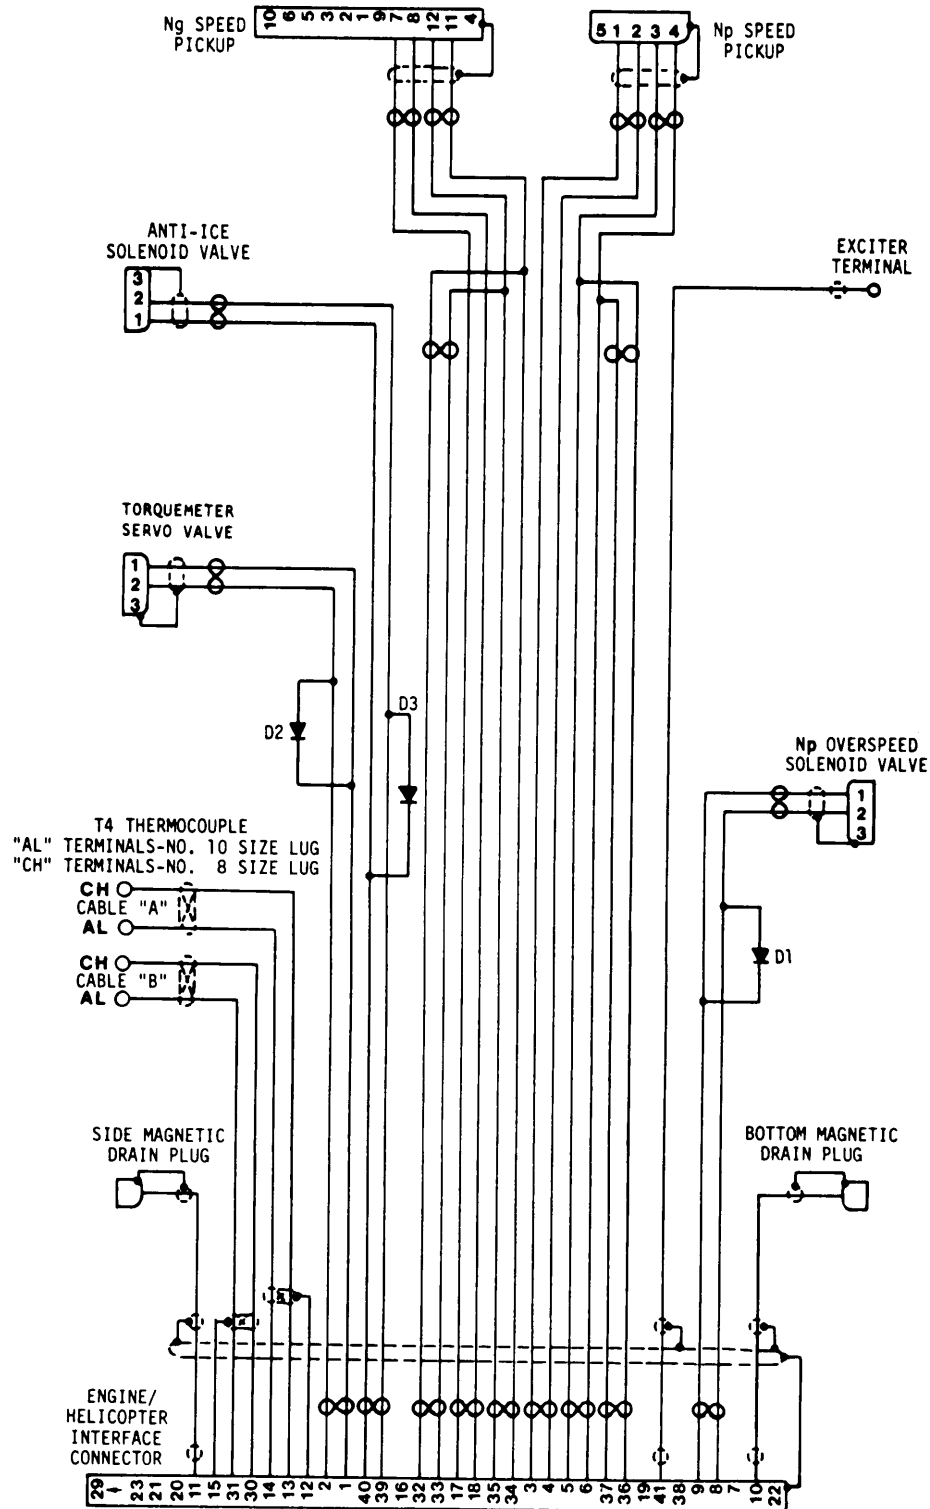 Ng SPEED
PICKUP
10 6 5 3 2 1 9 7 8 12 11 4
5 1 2 3 4
Np SPEED
PICKUP
ANTI-ICE
SOLENOID VALVE
3
2
1
EXCITER
TERMINAL
TORQUEMETER
SERVO VALVE
1
2
3
D2
D3
Np OVERSPEED
SOLENOID VALVE
1
2
3
T4 THERMOCOUPLE
"AL" TERMINALS-NO. 10 SIZE LUG
"CH" TERMINALS-NO. 8 SIZE LUG
CH
CABLE "A"
AL
CH
CABLE "B"
AL
D1
SIDE MAGNETIC
DRAIN PLUG
BOTTOM MAGNETIC
DRAIN PLUG
ENGINE/
HELICOPTER
INTERFACE
CONNECTOR
29 23 21 20 11 15 31 30 14 13 12 2 1 40 39 16 32 33 17 18 35 34 3 4 5 6 37 36 19 41 38 9 8 7 10 22